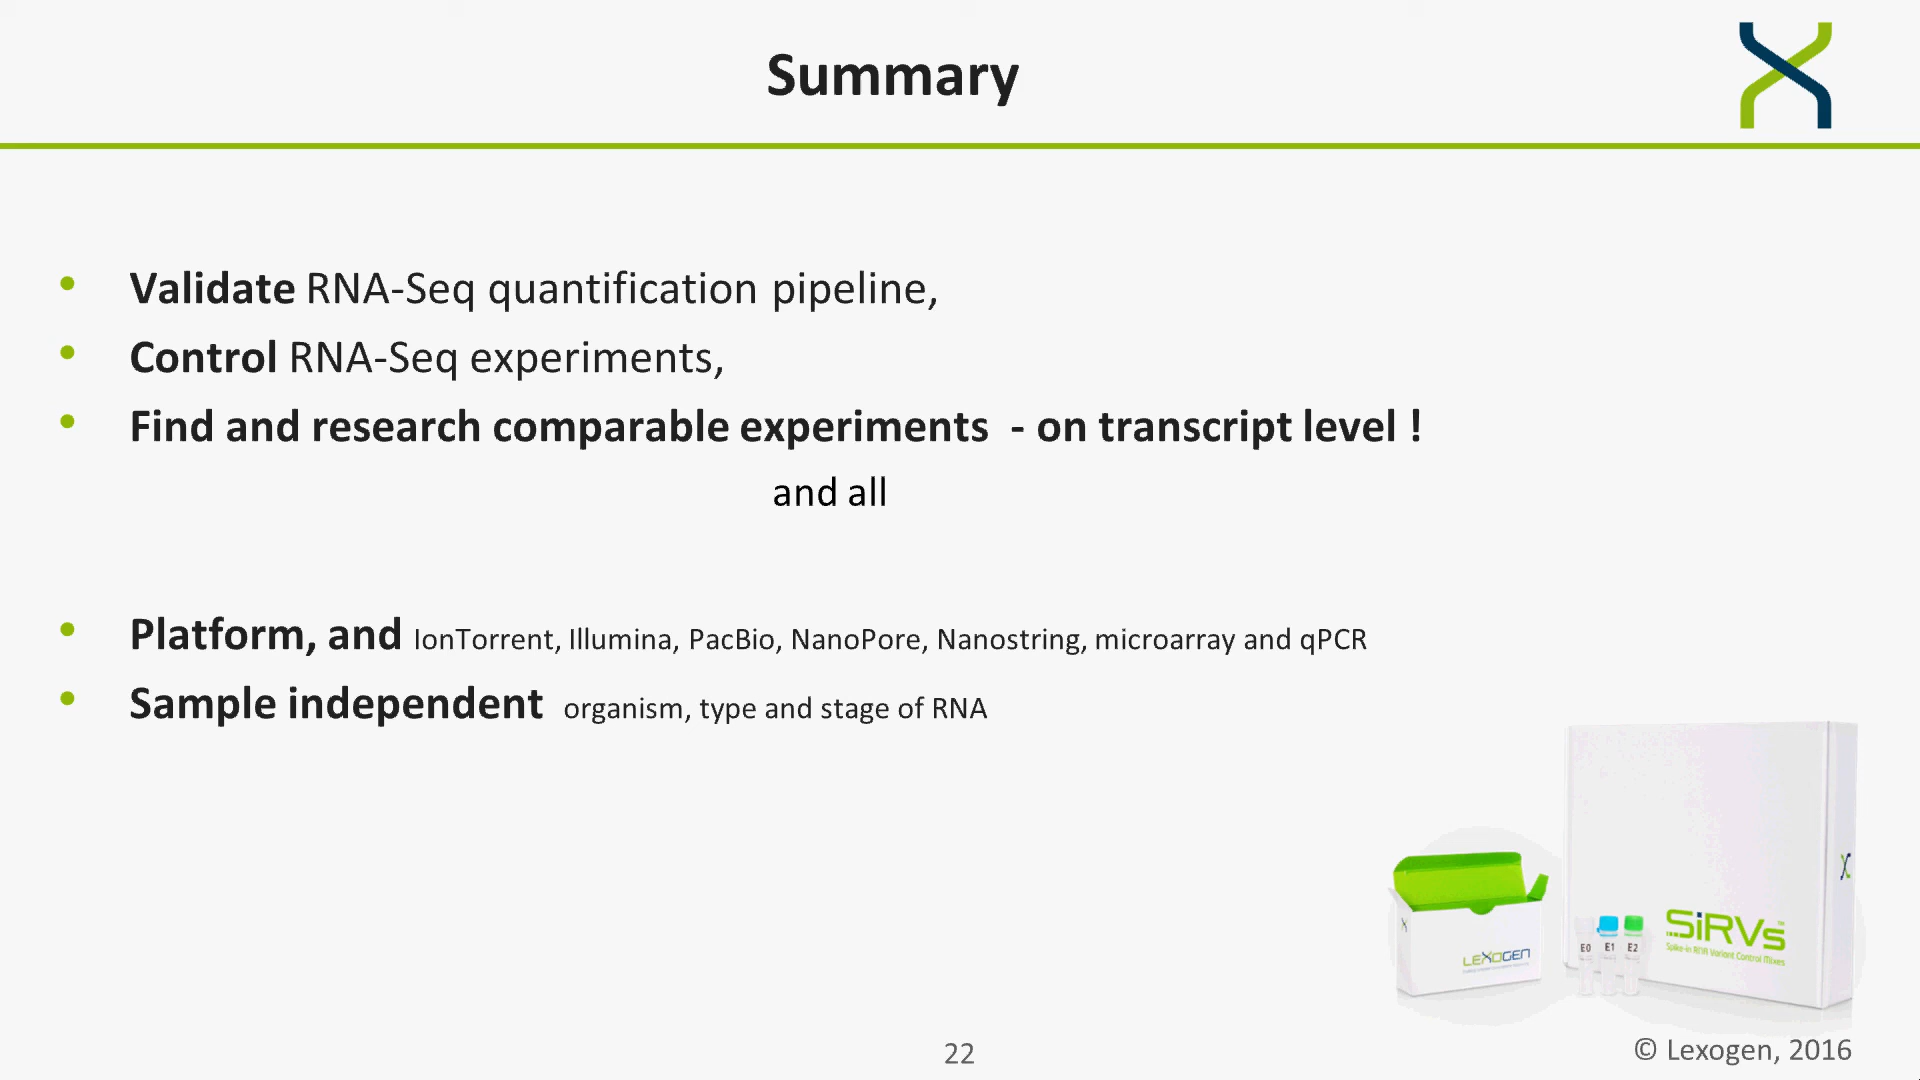 Summary
• Validate RNA-Seq quantification pipeline,
• Control RNA-Seq experiments,
• Find and research comparable experiments - on transcript level !
and all
• Platform, and IonTorrent, Illumina, PacBio, NanoPore, Nanostring, microarray and qPCR
• Sample independent organism, type and stage of RNA
LEXOGEN
E0 E1 E2
SiRVs™
Spike-in RNA Variant Control Mixes
22
© Lexogen, 2016